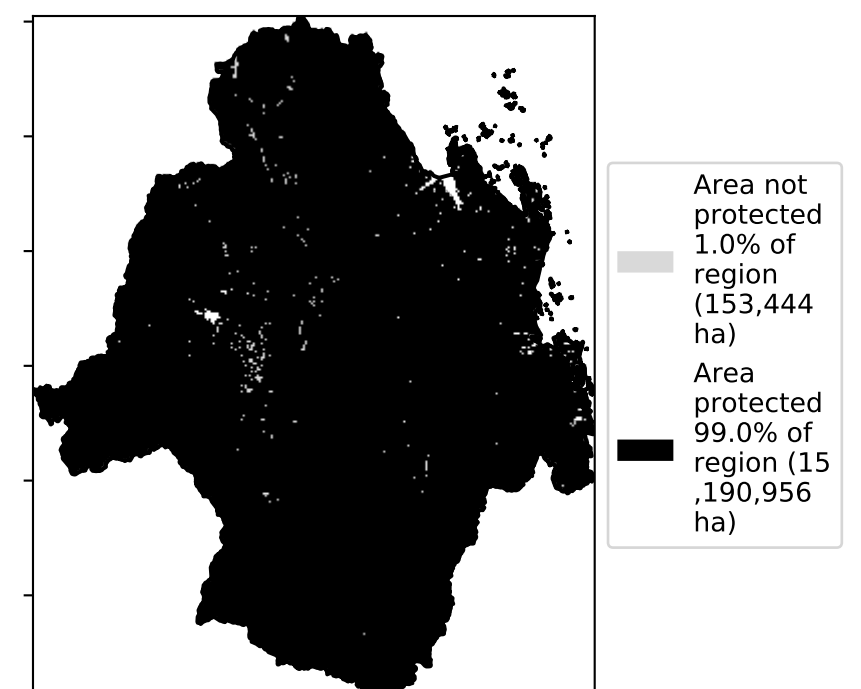 Area not
protected
1.0% of
region
(153,444
ha)
Area
protected
99.0% of
region (15
,190,956
ha)